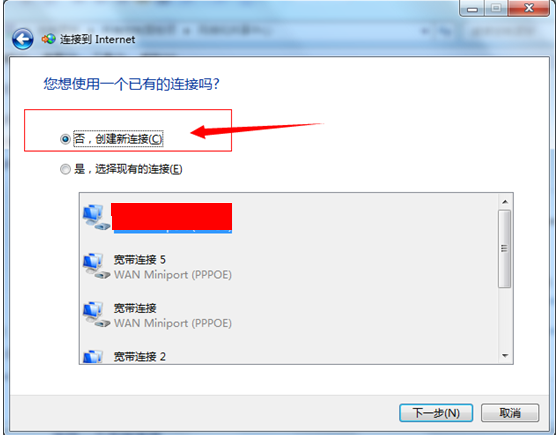 连接到 Internet
您想使用一个已有的连接吗?
否，创建新连接(C)
是，选择现有的连接(E)
宽带连接 5
WAN Miniport (PPPOE)
宽带连接
WAN Miniport (PPPOE)
宽带连接 2
下一步(N)
取消